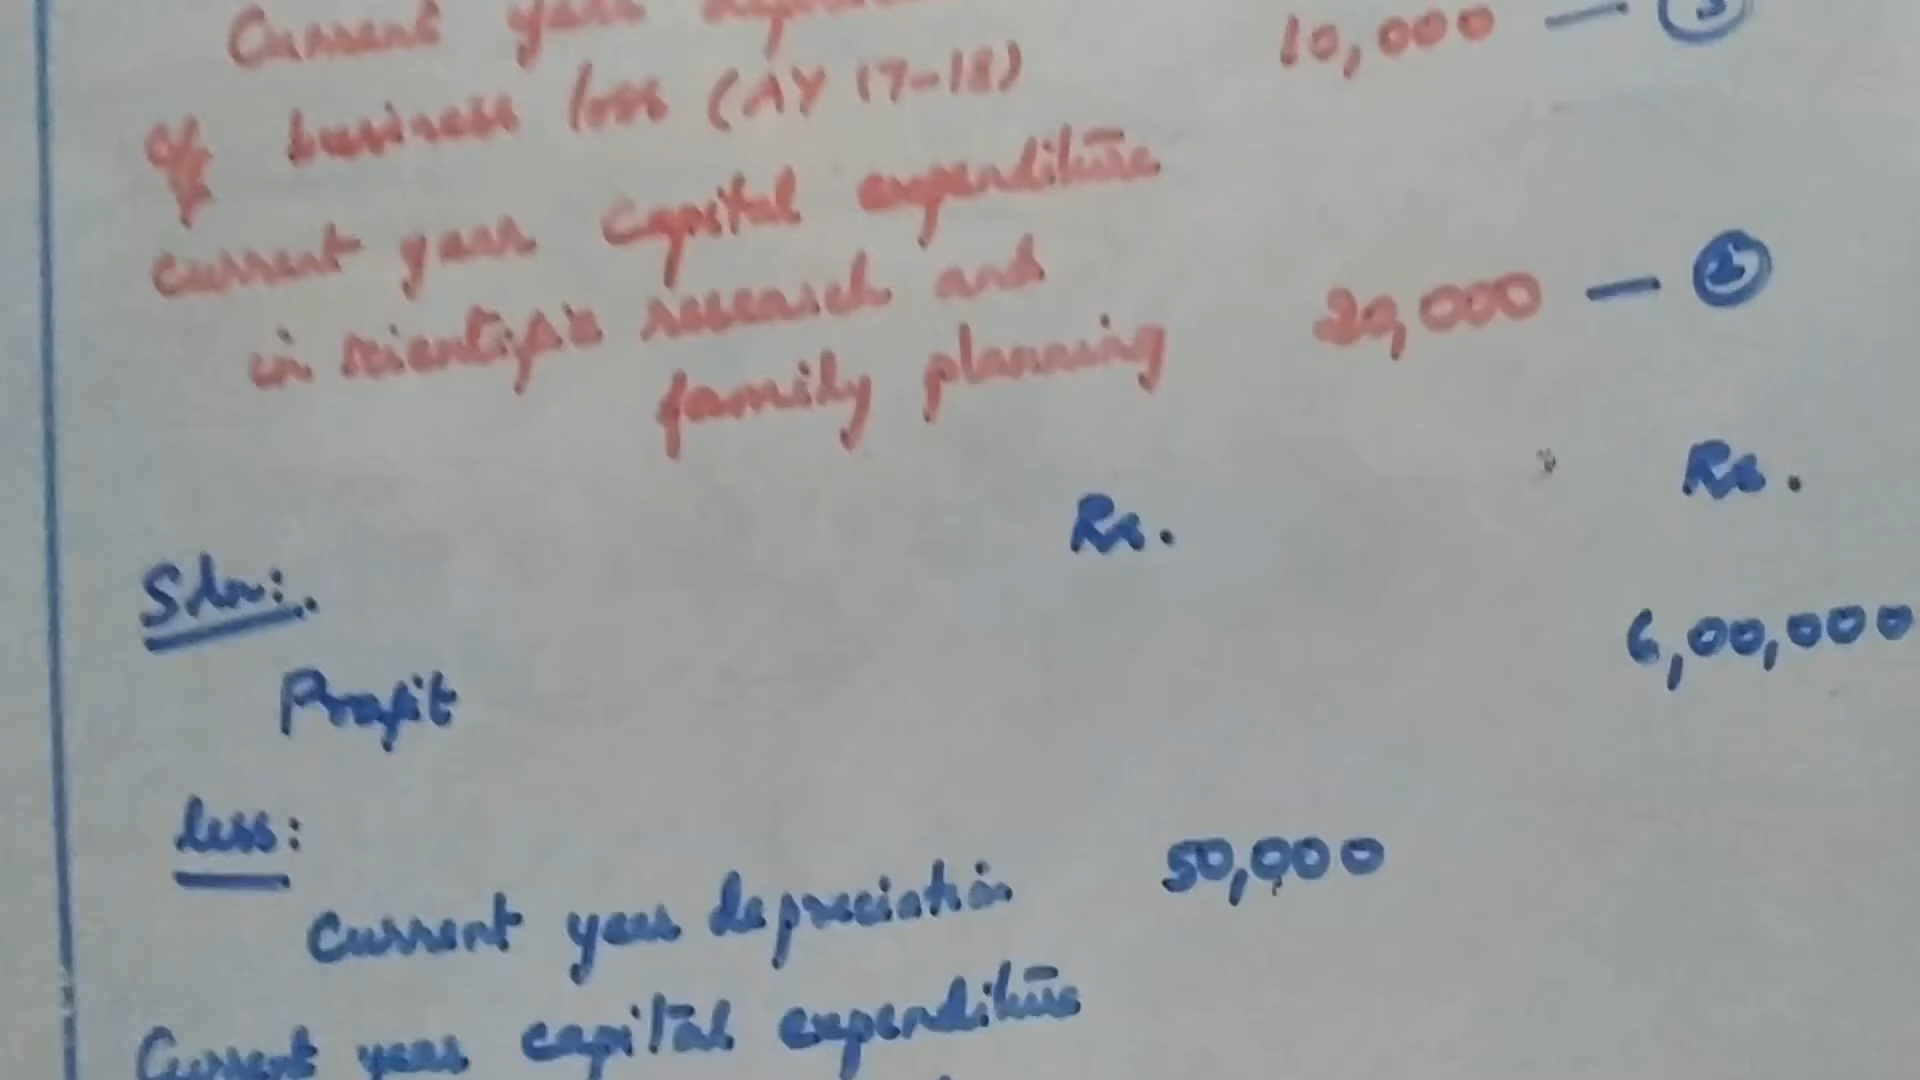 Current year
c/f business loss (AY 17-18) 10,000 — 3
current year capital expenditure
in scientific research and
family planning 20,000 —
Rs. Rs.
Soln:.
Profit 6,00,000
Less:
Current year depreciation 50,000
Current year capital expenditure